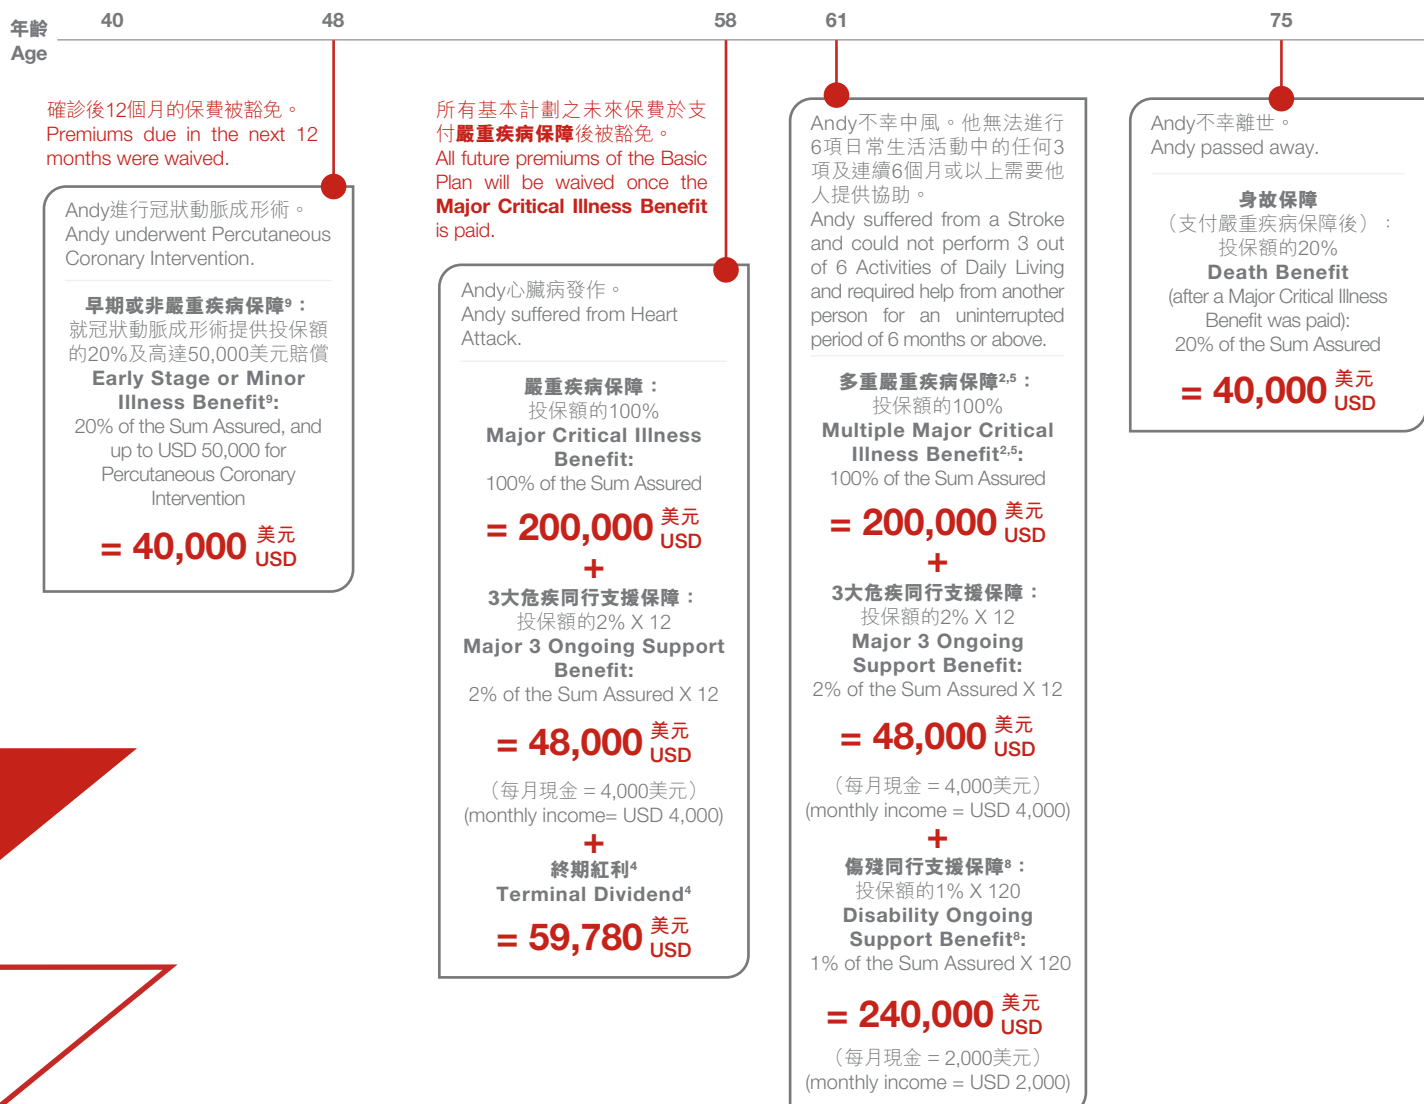 年齡
Age
40
48
58
61
75
確診後12個月的保費被豁免。
Premiums due in the next 12
months were waived.
Andy進行冠狀動脈成形術。
Andy underwent Percutaneous
Coronary Intervention.
早期或非嚴重疾病保障⁹：
就冠狀動脈成形術提供投保額
的20%及高達50,000美元賠償
Early Stage or Minor
Illness Benefit⁹:
20% of the Sum Assured, and
up to USD 50,000 for
Percutaneous Coronary
Intervention
= 40,000 美元 USD
所有基本計劃之未來保費於支
付嚴重疾病保障後被豁免。
All future premiums of the Basic
Plan will be waived once the
Major Critical Illness Benefit
is paid.
Andy心臟病發作。
Andy suffered from Heart
Attack.
嚴重疾病保障：
投保額的100%
Major Critical Illness
Benefit:
100% of the Sum Assured
= 200,000 美元 USD
+
3大危疾同行支援保障：
投保額的2% X 12
Major 3 Ongoing Support
Benefit:
2% of the Sum Assured X 12
= 48,000 美元 USD
（每月現金 = 4,000美元）
(monthly income= USD 4,000)
+
終期紅利⁴
Terminal Dividend⁴
= 59,780 美元 USD
Andy不幸中風。他無法進行
6項日常生活活動中的任何3
項及連續6個月或以上需要他
人提供協助。
Andy suffered from a Stroke
and could not perform 3 out
of 6 Activities of Daily Living
and required help from another
person for an uninterrupted
period of 6 months or above.
多重嚴重疾病保障²,⁵：
投保額的100%
Multiple Major Critical
Illness Benefit²,⁵:
100% of the Sum Assured
= 200,000 美元 USD
+
3大危疾同行支援保障：
投保額的2% X 12
Major 3 Ongoing
Support Benefit:
2% of the Sum Assured X 12
= 48,000 美元 USD
（每月現金 = 4,000美元）
(monthly income = USD 4,000)
+
傷殘同行支援保障⁸：
投保額的1% X 120
Disability Ongoing
Support Benefit⁸:
1% of the Sum Assured X 120
= 240,000 美元 USD
（每月現金 = 2,000美元）
(monthly income = USD 2,000)
Andy不幸離世。
Andy passed away.
身故保障
（支付嚴重疾病保障後）：
投保額的20%
Death Benefit
(after a Major Critical Illness
Benefit was paid):
20% of the Sum Assured
= 40,000 美元 USD